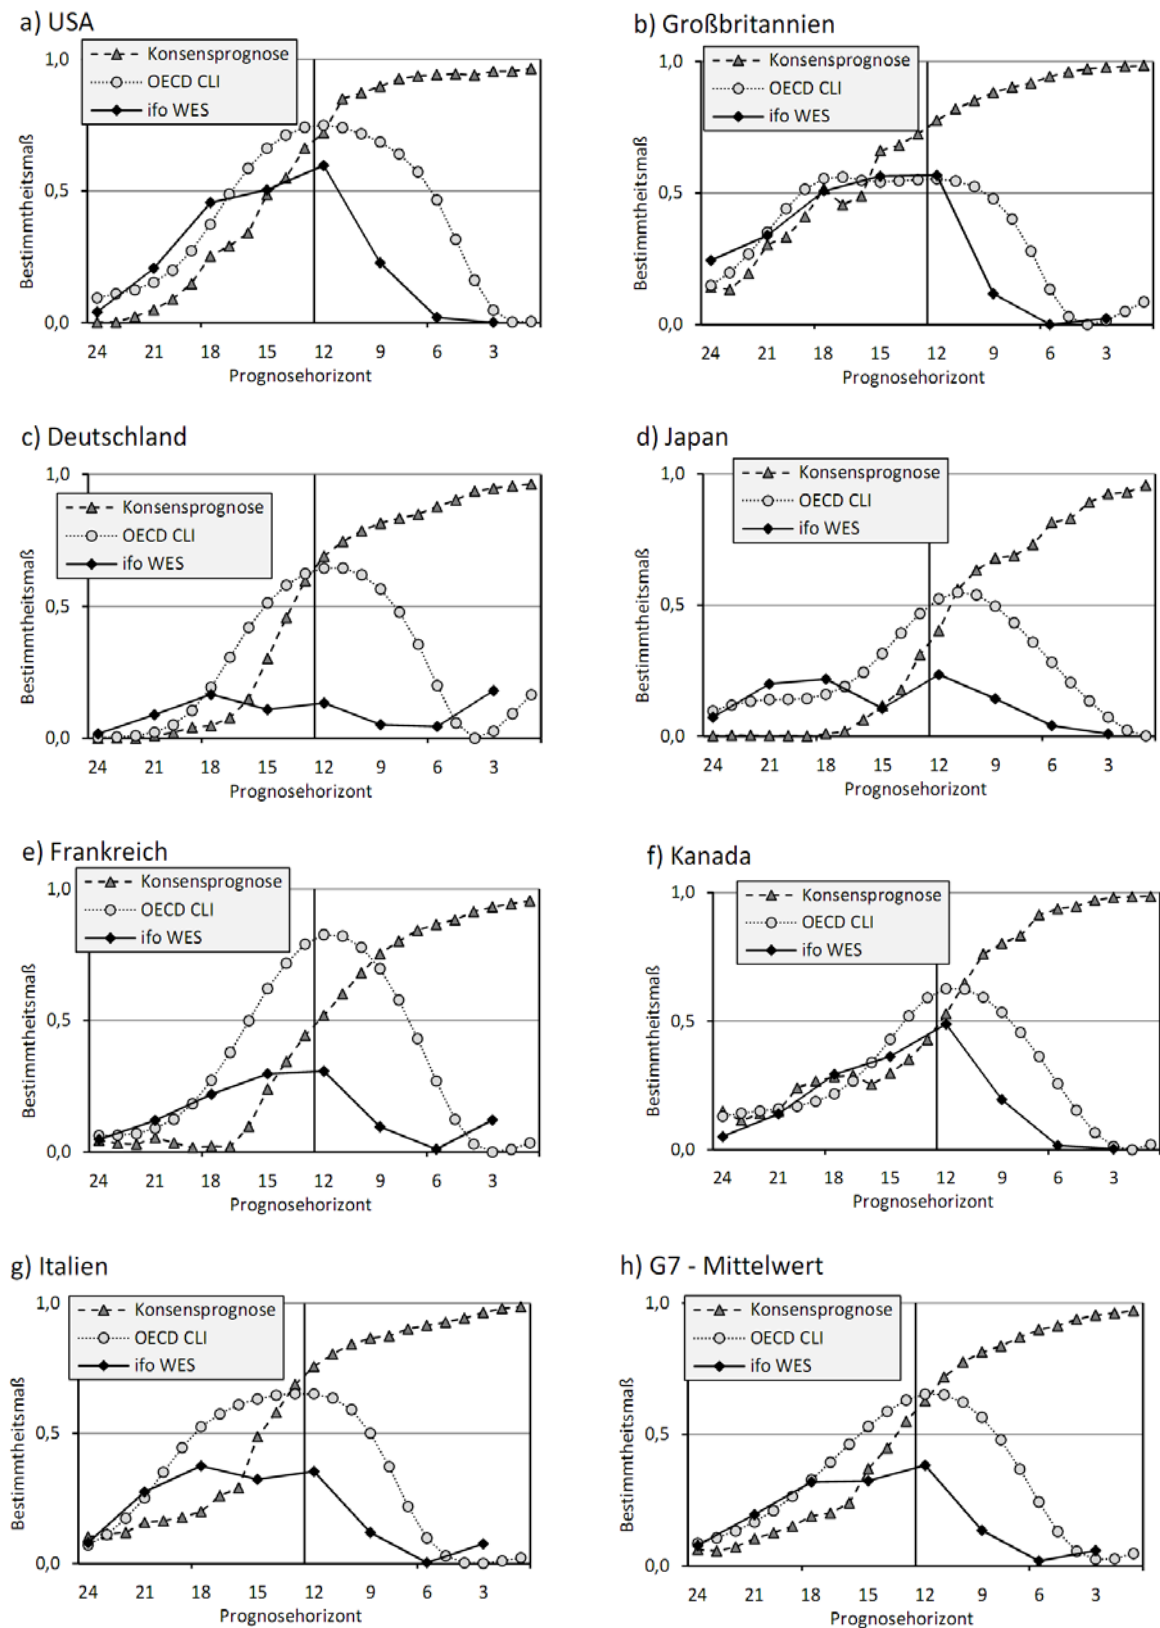 a) USA
Konsensprognose
OECD CLI
ifo WES
Bestimmtheitsmaß
1,0
0,5
0,0
24 21 18 15 12 9 6 3
Prognosehorizont
b) Großbritannien
Konsensprognose
OECD CLI
ifo WES
Bestimmtheitsmaß
1,0
0,5
0,0
24 21 18 15 12 9 6 3
Prognosehorizont
c) Deutschland
Konsensprognose
OECD CLI
ifo WES
Bestimmtheitsmaß
1,0
0,5
0,0
24 21 18 15 12 9 6 3
Prognosehorizont
d) Japan
Konsensprognose
OECD CLI
ifo WES
Bestimmtheitsmaß
1,0
0,5
0,0
24 21 18 15 12 9 6 3
Prognosehorizont
e) Frankreich
Konsensprognose
OECD CLI
ifo WES
Bestimmtheitsmaß
1,0
0,5
0,0
24 21 18 15 12 9 6 3
Prognosehorizont
f) Kanada
Konsensprognose
OECD CLI
ifo WES
Bestimmtheitsmaß
1,0
0,5
0,0
24 21 18 15 12 9 6 3
Prognosehorizont
g) Italien
Konsensprognose
OECD CLI
ifo WES
Bestimmtheitsmaß
1,0
0,5
0,0
24 21 18 15 12 9 6 3
Prognosehorizont
h) G7 - Mittelwert
Konsensprognose
OECD CLI
ifo WES
Bestimmtheitsmaß
1,0
0,5
0,0
24 21 18 15 12 9 6 3
Prognosehorizont